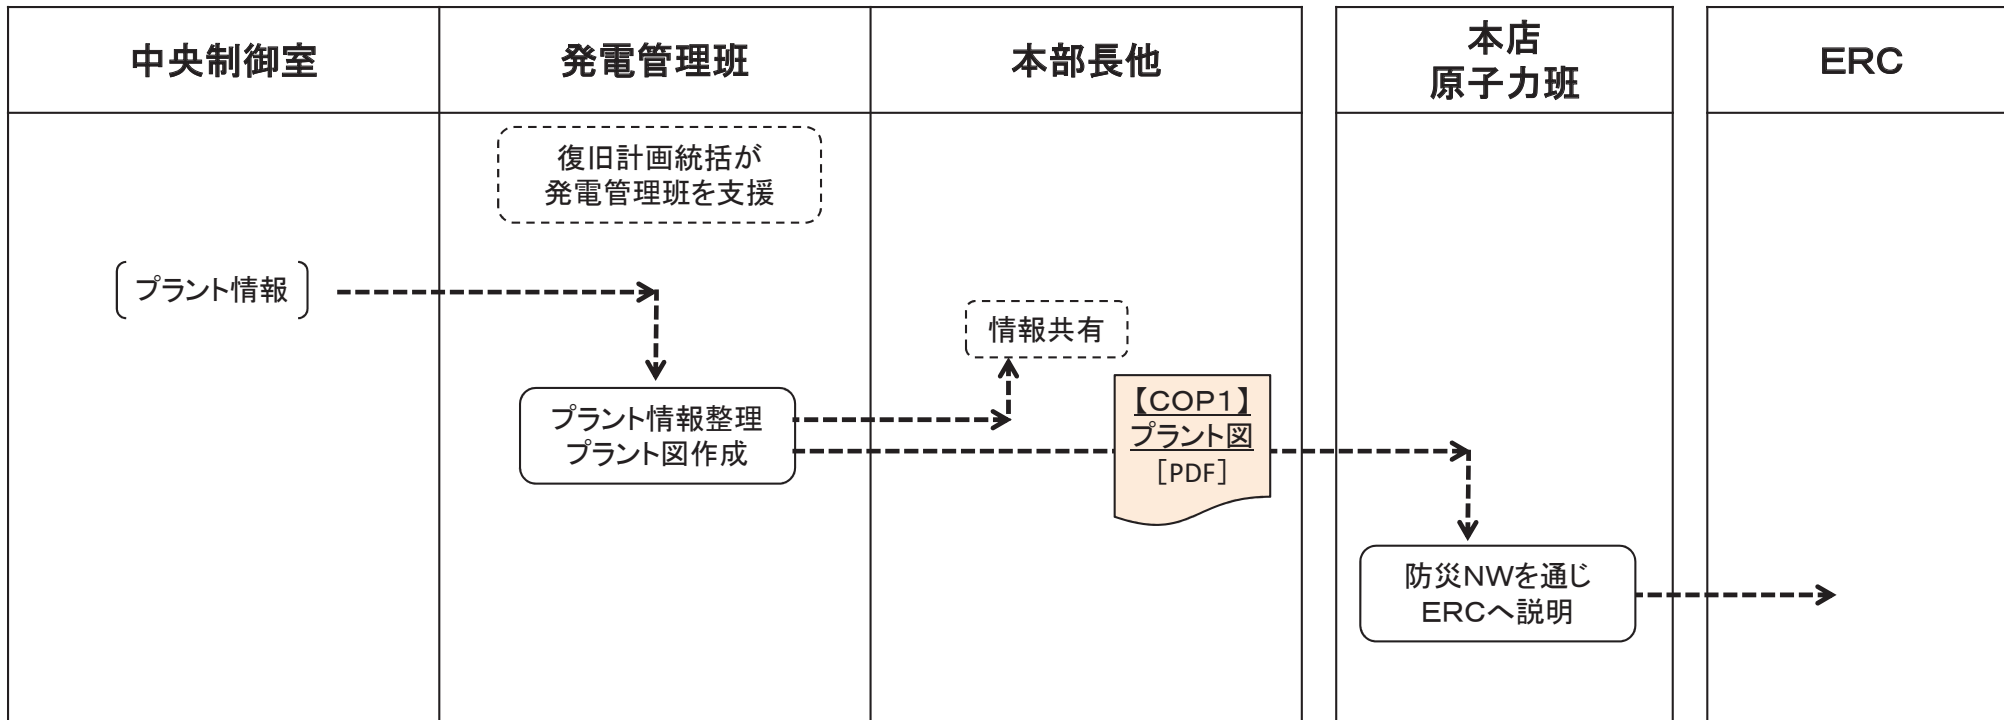 中央制御室
発電管理班
本部長他
本店
原子力班
ERC
復旧計画統括が
発電管理班を支援
プラント情報
情報共有
プラント情報整理
プラント図作成
【COP1】
プラント図
[PDF]
防災NWを通じ
ERCへ説明